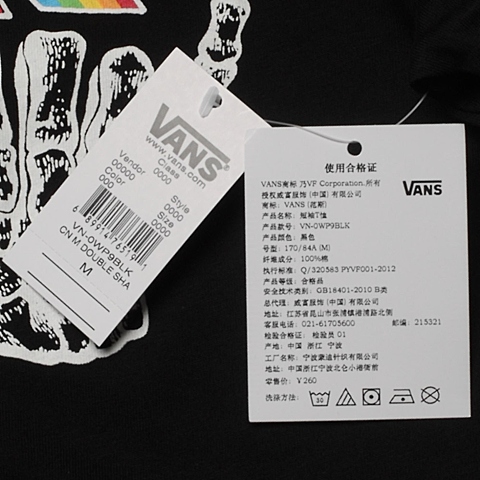 VANS
www.vans.com
Vendor
00000
Color
000
Class
0000
Style
0000
Size
0000
VN-0WP9BLK
CN M DOUBLE SHA
M
使用合格证
VANS
VANS商标 乃VF Corporation.所有
授权威富服饰(中国)有限公司
商标: VANS (范斯)
产品名称: 短袖T恤
产品款号: VN-0WP9BLK
产品颜色: 黑色
号型: 170/84A (M)
纤维成分: 100%棉
执行标准: Q/320583 PYVF001-2012
产品等级: 合格品
安全技术类别: GB18401-2010 B类
总代理: 威富服饰(中国)有限公司
地址: 江苏省昆山市张浦镇港浦路北侧
客服电话: 021-61705600 邮编: 215321
检验合格证: 检验员 01
产地: 中国 浙江 宁波
工厂名称: 宁波豪迪针织有限公司
地址: 中国浙江宁波北仑小港街
零售价: ¥260
洗涤方法: